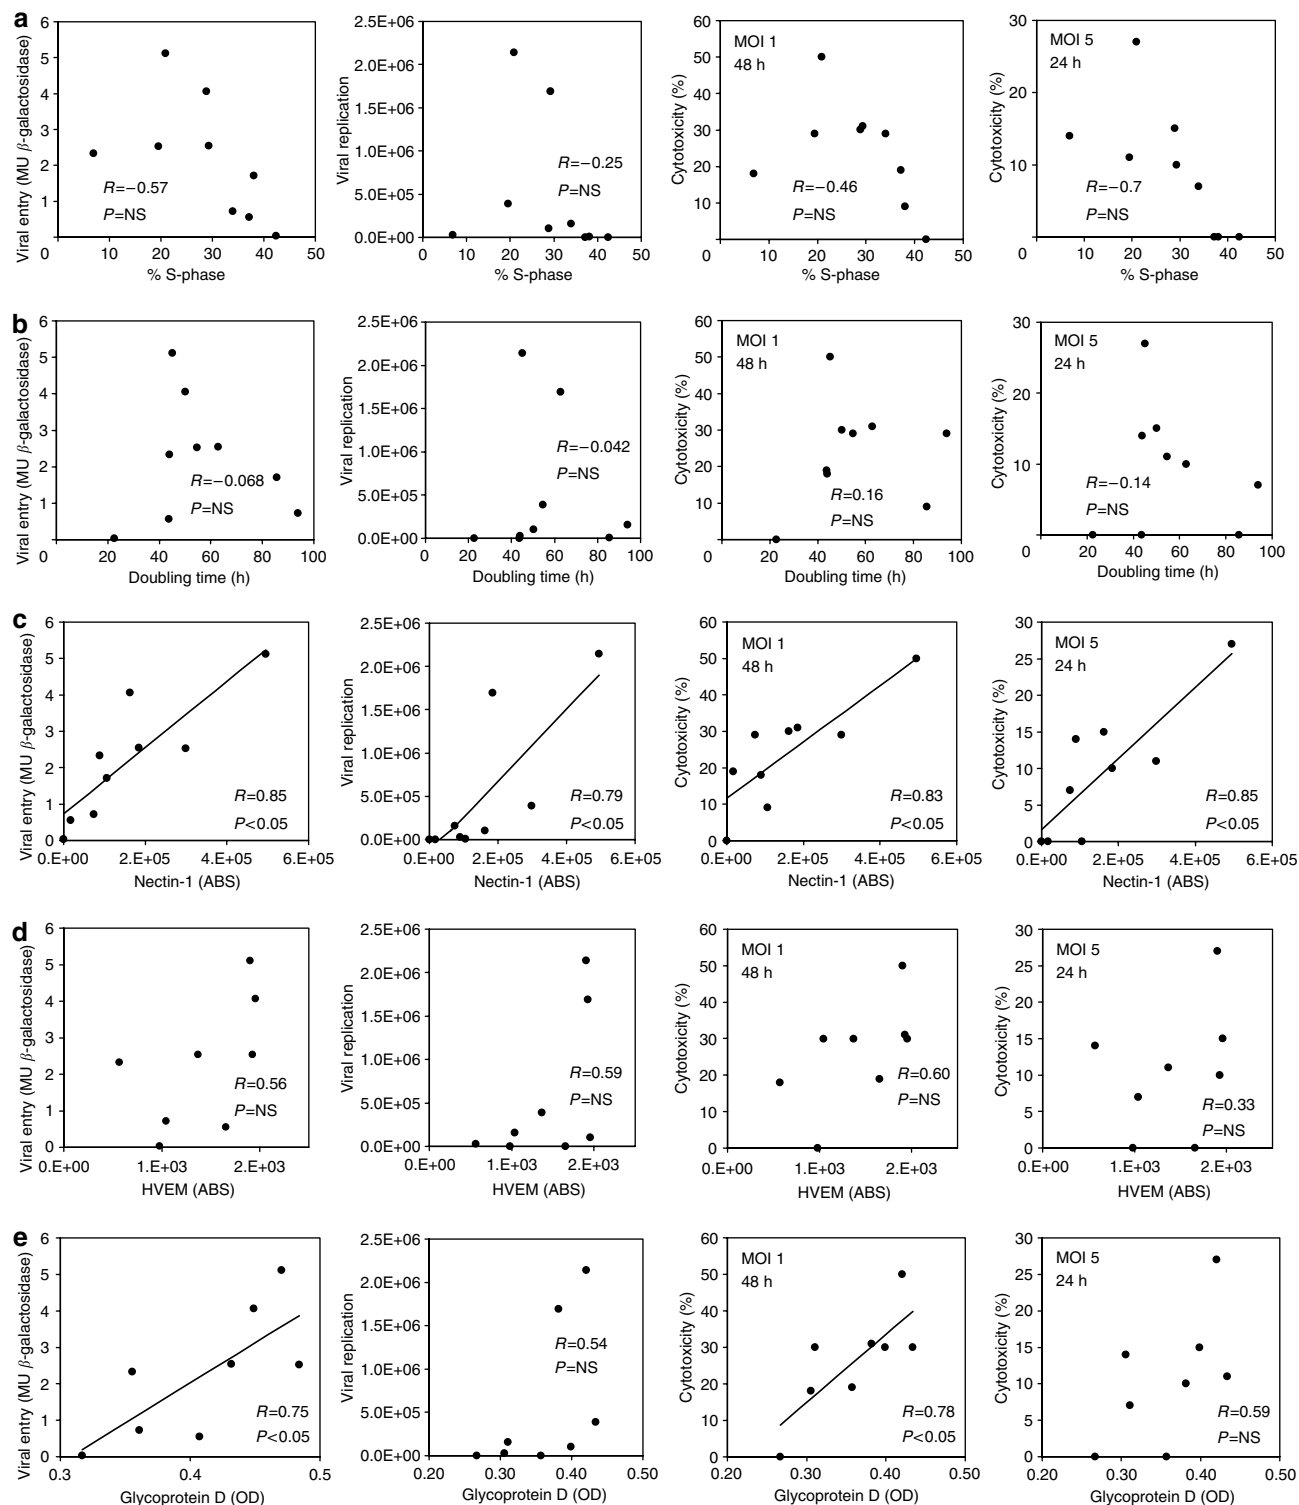 a
Viral entry (MU β-galactosidase)
6
5
4
3
2
1
0 10 20 30 40 50
% S-phase
R=−0.57
P=NS
Viral replication
2.5E+06
2.0E+06
1.5E+06
1.0E+06
5.0E+05
0.0E+00
0 10 20 30 40 50
% S-phase
R=−0.25
P=NS
Cytotoxicity (%)
60
50
40
30
20
10
0
0 10 20 30 40 50
% S-phase
MOI 1
48 h
R=−0.46
P=NS
Cytotoxicity (%)
30
20
10
0 10 20 30 40 50
% S-phase
MOI 5
24 h
R=−0.7
P=NS
b
Viral entry (MU β-galactosidase)
6
5
4
3
2
1
0 20 40 60 80 100
Doubling time (h)
R=−0.068
P=NS
Viral replication
2.5E+06
2.0E+06
1.5E+06
1.0E+06
5.0E+05
0.0E+00
0 20 40 60 80 100
Doubling time (h)
R=−0.042
P=NS
Cytotoxicity (%)
60
50
40
30
20
10
0 20 40 60 80 100
Doubling time (h)
MOI 1
48 h
R=0.16
P=NS
Cytotoxicity (%)
30
20
10
0 20 40 60 80 100
Doubling time (h)
MOI 5
24 h
R=−0.14
P=NS
c
Viral entry (MU β-galactosidase)
6
5
4
3
2
1
0
0.E+00 2.E+05 4.E+05 6.E+05
Nectin-1 (ABS)
R=0.85
P<0.05
Viral replication
2.5E+06
2.0E+06
1.5E+06
1.0E+06
5.0E+05
0.0E+00
0.E+00 2.E+05 4.E+05 6.E+05
Nectin-1 (ABS)
R=0.79
P<0.05
Cytotoxicity (%)
60
50
40
30
20
10
0
0.E+00 2.E+05 4.E+05 6.E+05
Nectin-1 (ABS)
MOI 1
48 h
R=0.83
P<0.05
Cytotoxicity (%)
30
25
20
15
10
5
0
0.E+00 2.E+05 4.E+05 6.E+05
Nectin-1 (ABS)
MOI 5
24 h
R=0.85
P<0.05
d
Viral entry (MU β-galactosidase)
6
5
4
3
2
1
0
0.E+00 1.E+03 2.E+03
HVEM (ABS)
R=0.56
P=NS
Viral replication
2.5E+06
2.0E+06
1.5E+06
1.0E+06
5.0E+05
0.0E+00
0.E+00 1.E+03 2.E+03
HVEM (ABS)
R=0.59
P=NS
Cytotoxicity (%)
60
50
40
30
20
10
0
0.E+00 1.E+03 2.E+03
HVEM (ABS)
MOI 1
48 h
R=0.60
P=NS
Cytotoxicity (%)
30
25
20
15
10
5
0
0.E+00 1.E+03 2.E+03
HVEM (ABS)
MOI 5
24 h
R=0.33
P=NS
e
Viral entry (MU β-galactosidase)
6
5
4
3
2
1
0
0.3 0.4 0.5
Glycoprotein D (OD)
R=0.75
P<0.05
Viral replication
2.5E+06
2.0E+06
1.5E+06
1.0E+06
5.0E+05
0.0E+00
0.20 0.30 0.40 0.50
Glycoprotein D (OD)
R=0.54
P=NS
Cytotoxicity (%)
60
50
40
30
20
10
0
0.20 0.30 0.40 0.50
Glycoprotein D (OD)
MOI 1
48 h
R=0.78
P<0.05
Cytotoxicity (%)
30
25
20
15
10
5
0
0.20 0.30 0.40 0.50
Glycoprotein D (OD)
MOI 5
24 h
R=0.59
P=NS